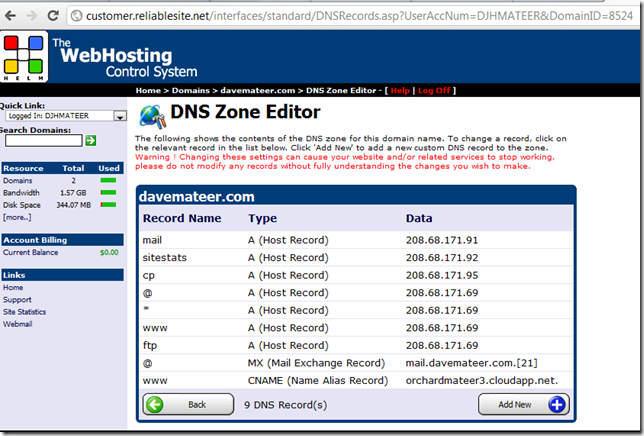 customer.reliablesite.net/interfaces/standard/DNSRecords.asp?UserAccNum=DJHMATEER&DomainID=8524
The
WebHosting
Control System
HELM
Home > Domains > davemateer.com > DNS Zone Editor - [ Help | Log Off ]
Quick Link:
Logged In: DJHMATEER
Search Domains:
Resource Total Used
Domains 2
Bandwidth 1.57 GB
Disk Space 344.07 MB
[more..]
Account Billing
Current Balance $0.00
Links
Home
Support
Site Statistics
Webmail
DNS Zone Editor
The following shows the contents of the DNS zone for this domain name. To change a record, click on
the relevant record in the list below. Click 'Add New' to add a new custom DNS record to the zone.
Warning ! Changing these settings can cause your website and/or related services to stop working,
please do not modify any records without fully understanding the changes you wish to make.
davemateer.com
Record Name Type Data
mail A (Host Record) 208.68.171.91
sitestats A (Host Record) 208.68.171.92
cp A (Host Record) 208.68.171.95
@ A (Host Record) 208.68.171.69
* A (Host Record) 208.68.171.69
www A (Host Record) 208.68.171.69
ftp A (Host Record) 208.68.171.69
@ MX (Mail Exchange Record) mail.davemateer.com.[21]
www CNAME (Name Alias Record) orchardmateer3.cloudapp.net.
Back 9 DNS Record(s) Add New